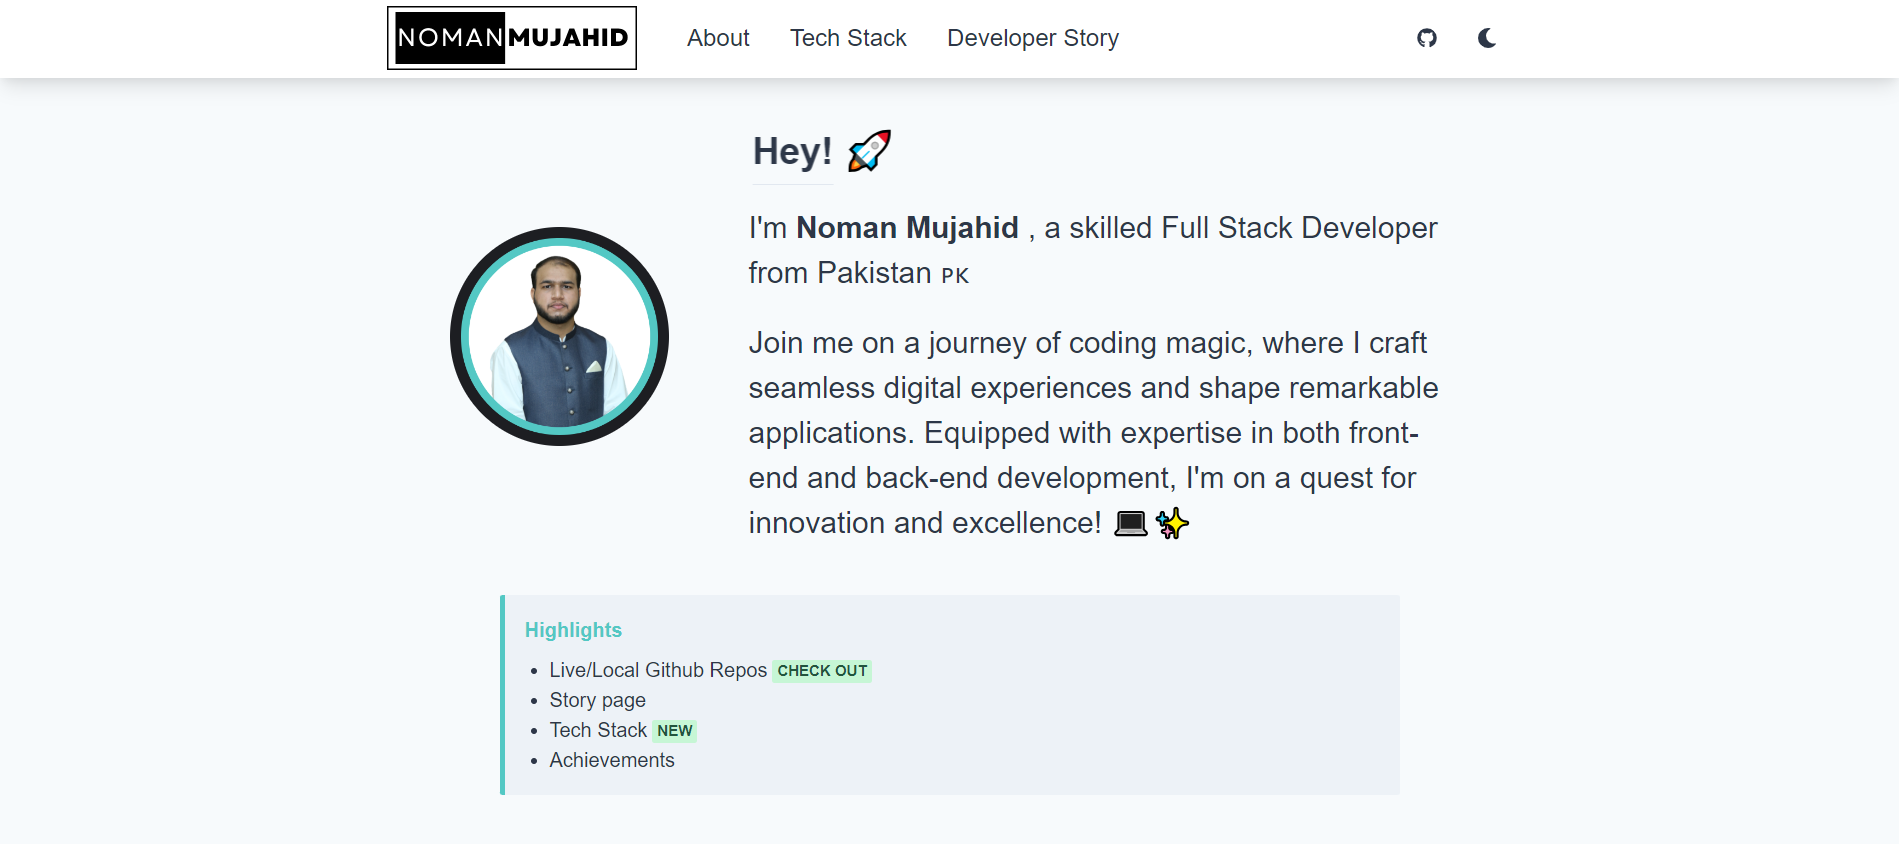 NOMANMUJAHID About Tech Stack Developer Story
Hey! 🚀
I'm Noman Mujahid , a skilled Full Stack Developer
from Pakistan PK
Join me on a journey of coding magic, where I craft
seamless digital experiences and shape remarkable
applications. Equipped with expertise in both front-
end and back-end development, I'm on a quest for
innovation and excellence! 💻 ✨
Highlights
• Live/Local Github Repos CHECK OUT
• Story page
• Tech Stack NEW
• Achievements